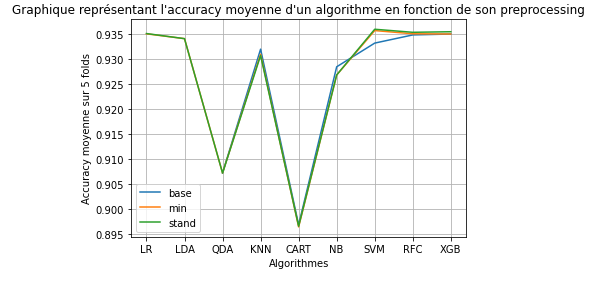 Graphique représentant l'accuracy moyenne d'un algorithme en fonction de son preprocessing
Accuracy moyenne sur 5 folds
0.935
0.930
0.925
0.920
0.915
0.910
0.905
0.900
0.895
base
min
stand
LR LDA QDA KNN CART NB SVM RFC XGB
Algorithmes